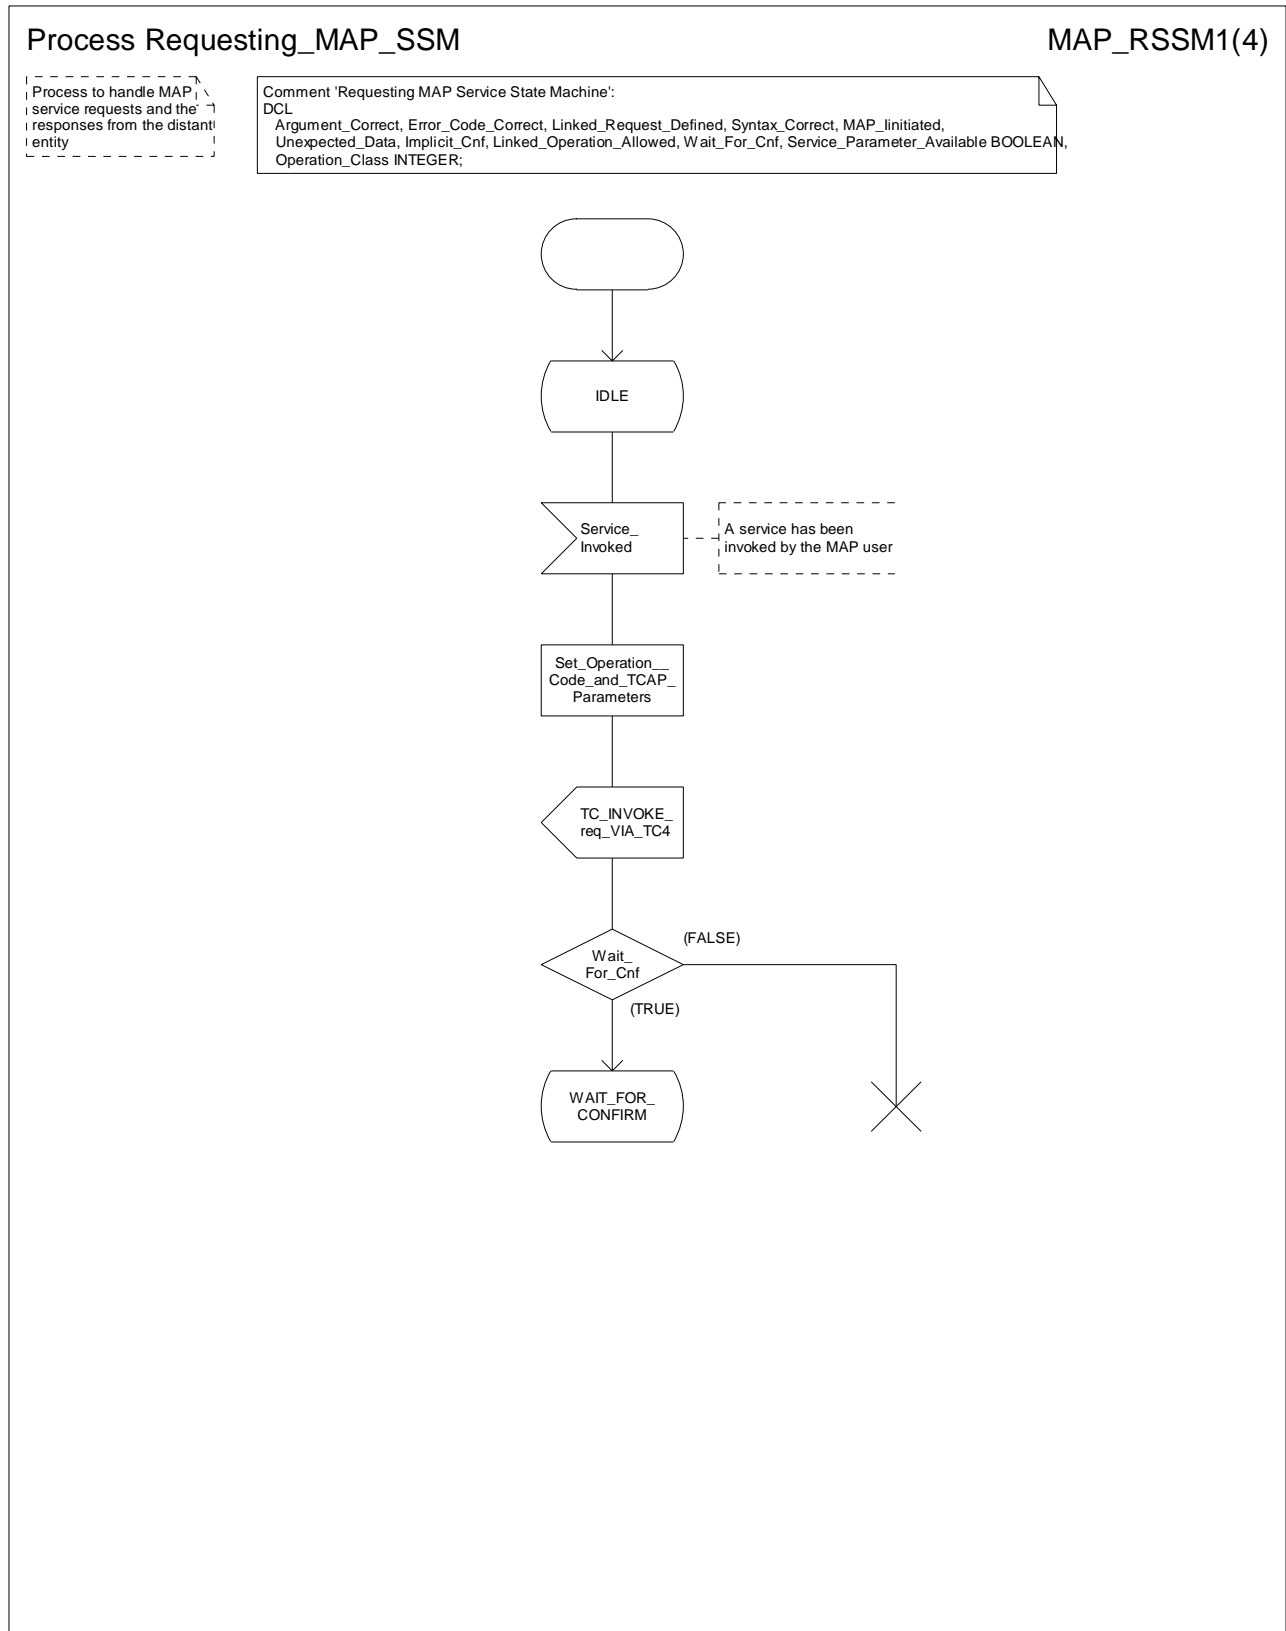 Process Requesting_MAP_SSM
MAP_RSSM1(4)
Process to handle MAP
service requests and the
responses from the distant
entity
Comment 'Requesting MAP Service State Machine':
DCL
Argument_Correct, Error_Code_Correct, Linked_Request_Defined, Syntax_Correct, MAP_Iinitiated,
Unexpected_Data, Implicit_Cnf, Linked_Operation_Allowed, Wait_For_Cnf, Service_Parameter_Available BOOLEAN,
Operation_Class INTEGER;
IDLE
Service_
Invoked
A service has been
invoked by the MAP user
Set_Operation__
Code_and_TCAP_
Parameters
TC_INVOKE_
req_VIA_TC4
Wait_
For_Cnf
(FALSE)
(TRUE)
WAIT_FOR_
CONFIRM